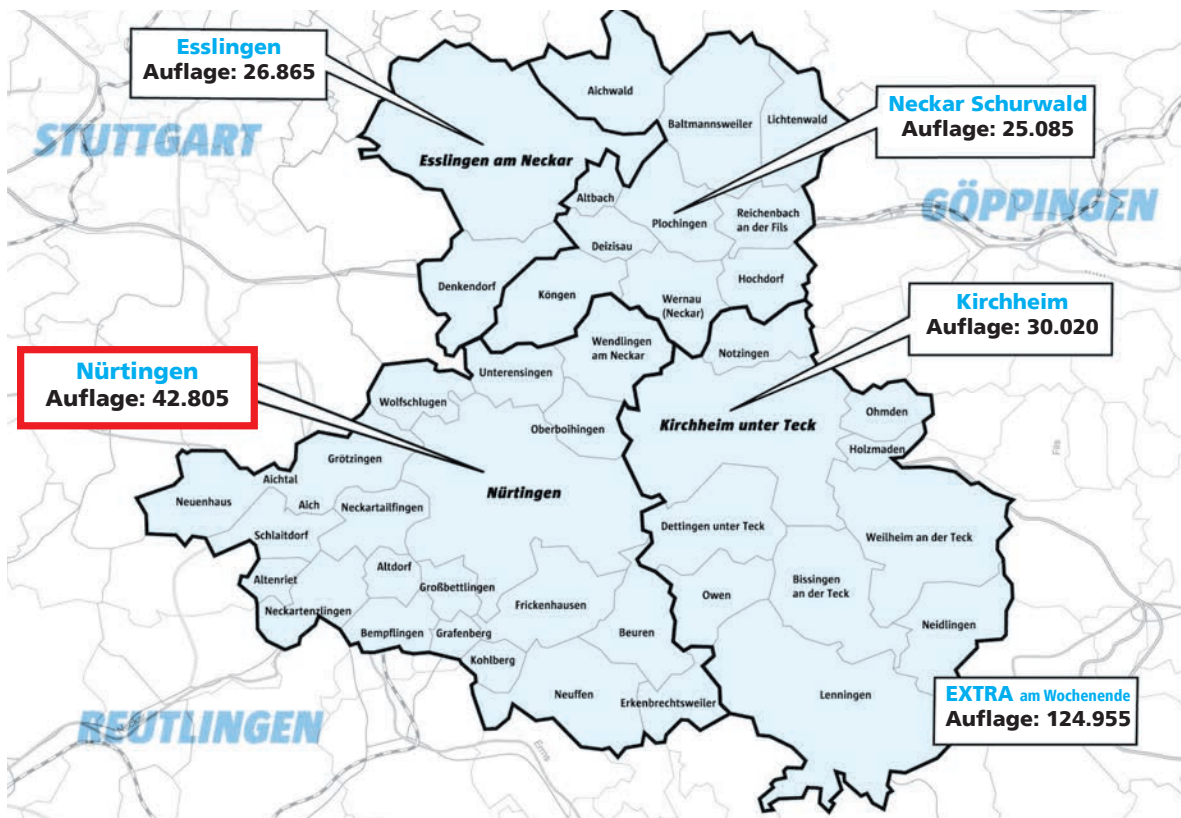 Esslingen
Auflage: 26.865
Aichwald
Neckar Schurwald
Auflage: 25.085
Baltmannsweiler
Lichtenwald
STUTTGART
Esslingen am Neckar
GÖPPINGEN
Altbach
Plochingen
Reichenbach
an der Fils
Deizisau
Denkendorf
Köngen
Wernau
(Neckar)
Hochdorf
Kirchheim
Auflage: 30.020
Wendlingen
am Neckar
Notzingen
Nürtingen
Auflage: 42.805
Unterensingen
Wolfschlugen
Oberboihingen
Kirchheim unter Teck
Ohmden
Holzmaden
Fils
Grötzingen
Aichtal
Neuenhaus
Aich
Neckartailfingen
Nürtingen
Schlaitdorf
Dettingen unter Teck
Weilheim an der Teck
Altenriet
Altdorf
Großbettlingen
Frickenhausen
Owen
Bissingen
an der Teck
Neckartenzlingen
Bempflingen
Grafenberg
Beuren
Neidlingen
Kohlberg
Neuffen
Erkenbrechtsweiler
Lenningen
EXTRA am Wochenende
Auflage: 124.955
REUTLINGEN
Erms